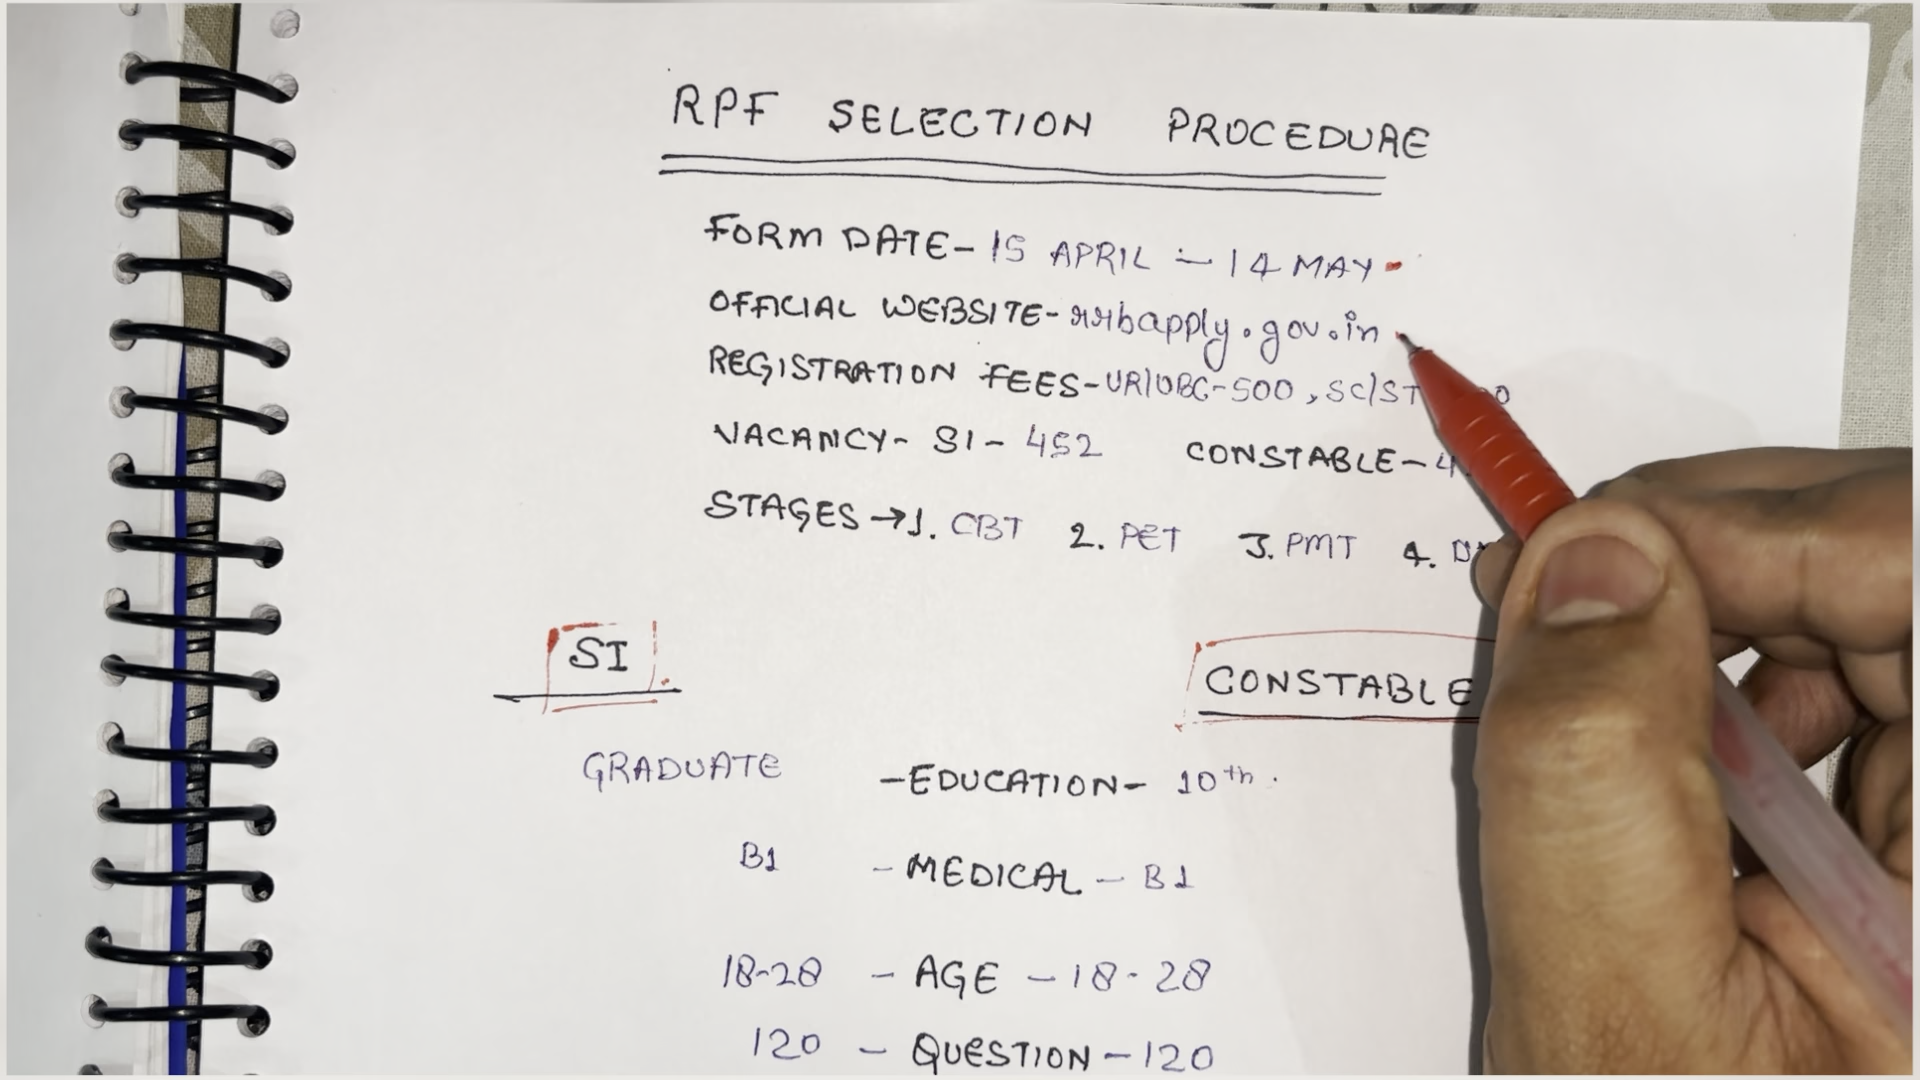 RPF SELECTION PROCEDURE
FORM DATE- 15 APRIL - 14 MAY
OFFICIAL WEBSITE- rrbapply.gov.in
REGISTRATION FEES- UR/OBC-500, SC/ST
VACANCY- SI- 452 CONSTABLE-
STAGES → 1. CBT 2. PET 3. PMT 4.
SI CONSTABLE
GRADUATE -EDUCATION- 10th
B1 - MEDICAL - B1
18-28 - AGE - 18-28
120 - QUESTION - 120